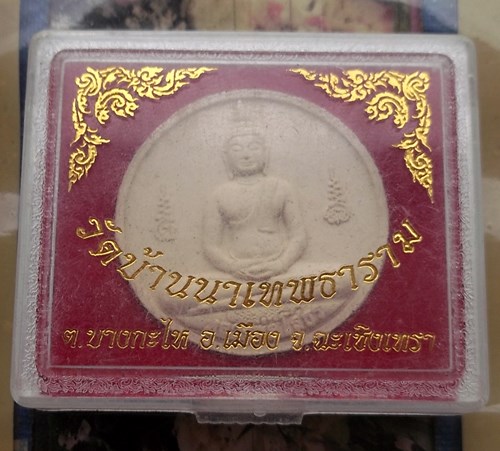 วัดบ้านนาเทพธาราม
ต.บางกะไห อ.เมือง จ.ฉะเชิงเทรา